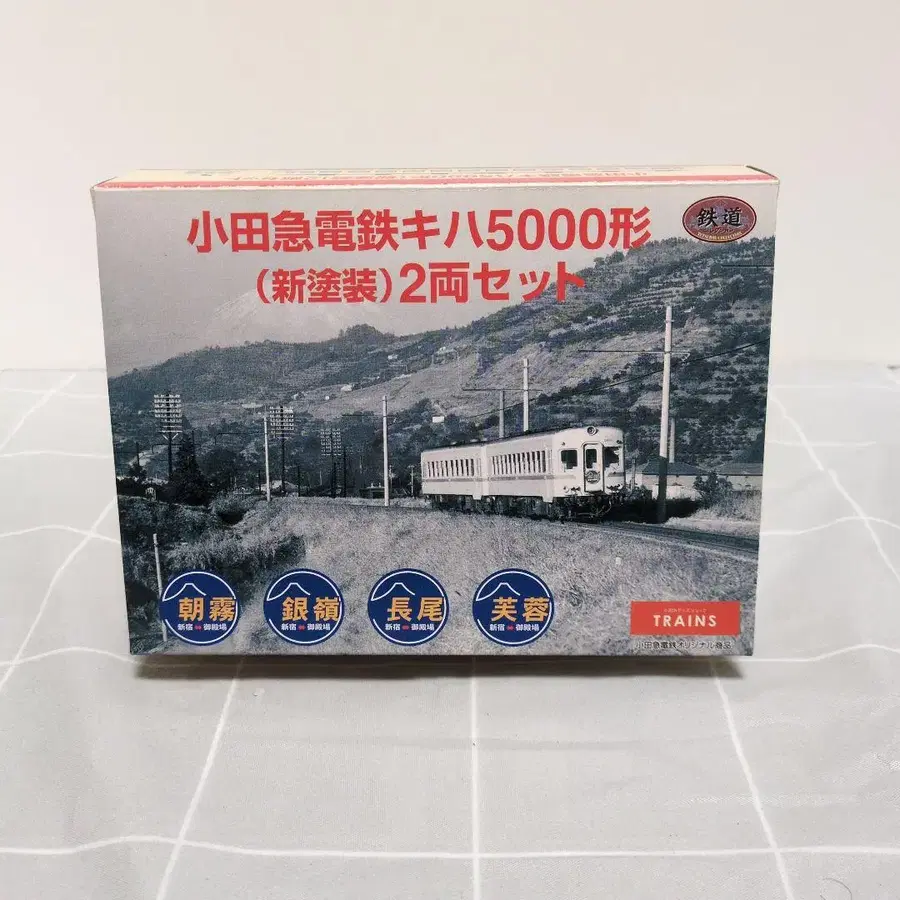 小田急電鉄キハ5000形
(新塗装)2両セット
鉄道
朝霧
新宿 御殿場
銀嶺
新宿 御殿場
長尾
新宿 御殿場
芙蓉
新宿 御殿場
TRAINS
小田急電鉄オリジナル商品